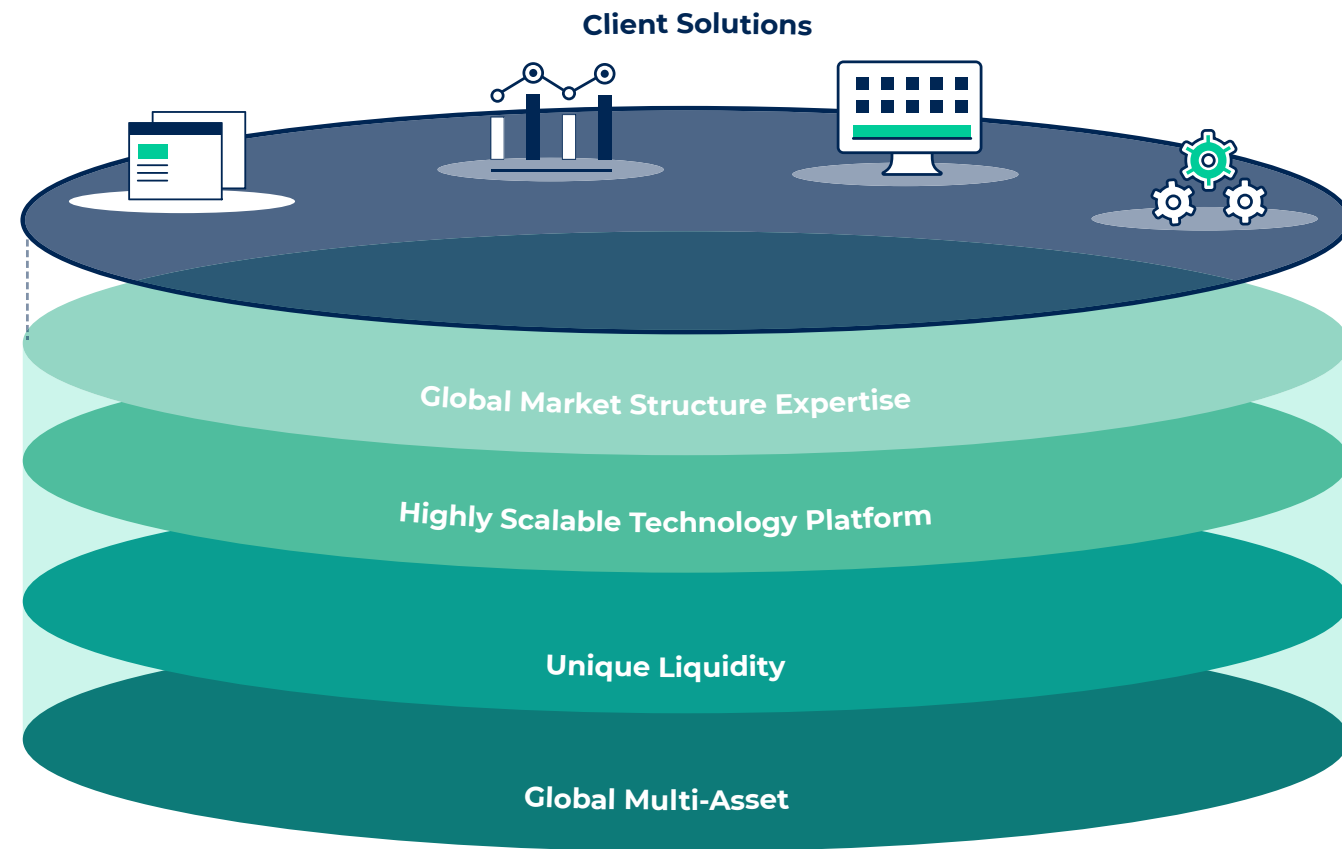 Client Solutions
Global Market Structure Expertise
Highly Scalable Technology Platform
Unique Liquidity
Global Multi-Asset